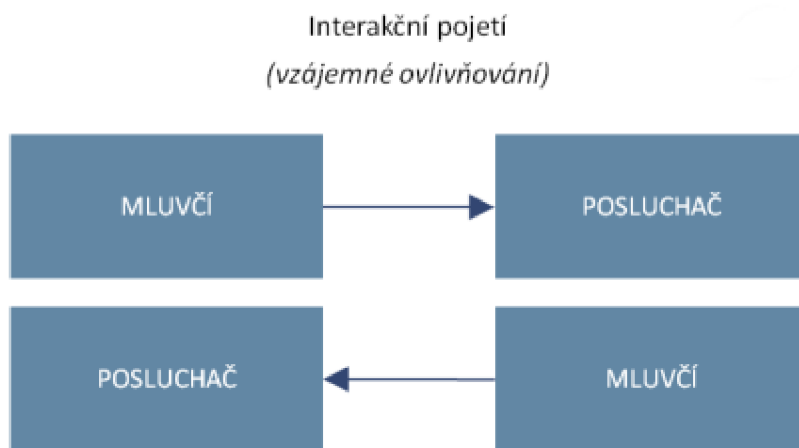 Interakční pojetí
(vzájemné ovlivňování)
MLUVČÍ
POSLUCHAČ
POSLUCHAČ
MLUVČÍ